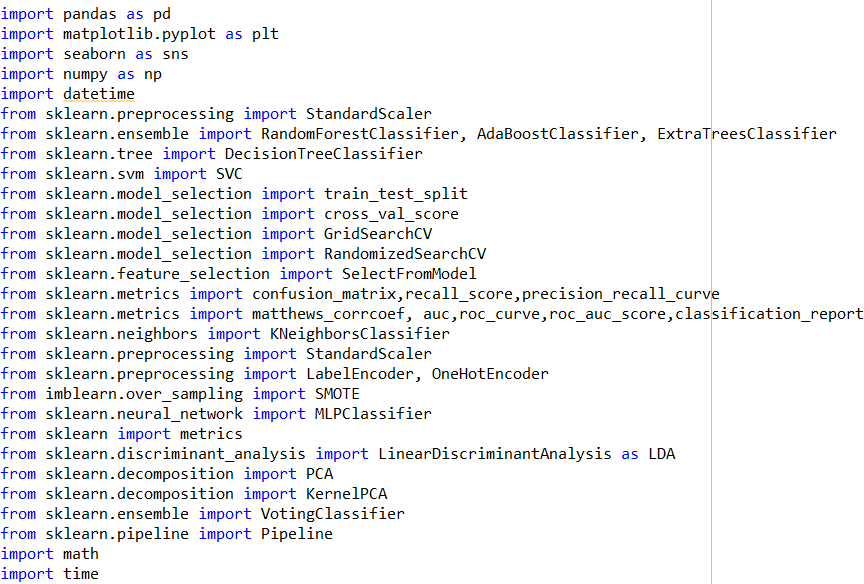 import pandas as pd
import matplotlib.pyplot as plt
import seaborn as sns
import numpy as np
import datetime
from sklearn.preprocessing import StandardScaler
from sklearn.ensemble import RandomForestClassifier, AdaBoostClassifier, ExtraTreesClassifier
from sklearn.tree import DecisionTreeClassifier
from sklearn.svm import SVC
from sklearn.model_selection import train_test_split
from sklearn.model_selection import cross_val_score
from sklearn.model_selection import GridSearchCV
from sklearn.model_selection import RandomizedSearchCV
from sklearn.feature_selection import SelectFromModel
from sklearn.metrics import confusion_matrix,recall_score,precision_recall_curve
from sklearn.metrics import matthews_corrcoef, auc,roc_curve,roc_auc_score,classification_report
from sklearn.neighbors import KNeighborsClassifier
from sklearn.preprocessing import StandardScaler
from sklearn.preprocessing import LabelEncoder, OneHotEncoder
from imblearn.over_sampling import SMOTE
from sklearn.neural_network import MLPClassifier
from sklearn import metrics
from sklearn.discriminant_analysis import LinearDiscriminantAnalysis as LDA
from sklearn.decomposition import PCA
from sklearn.decomposition import KernelPCA
from sklearn.ensemble import VotingClassifier
from sklearn.pipeline import Pipeline
import math
import time